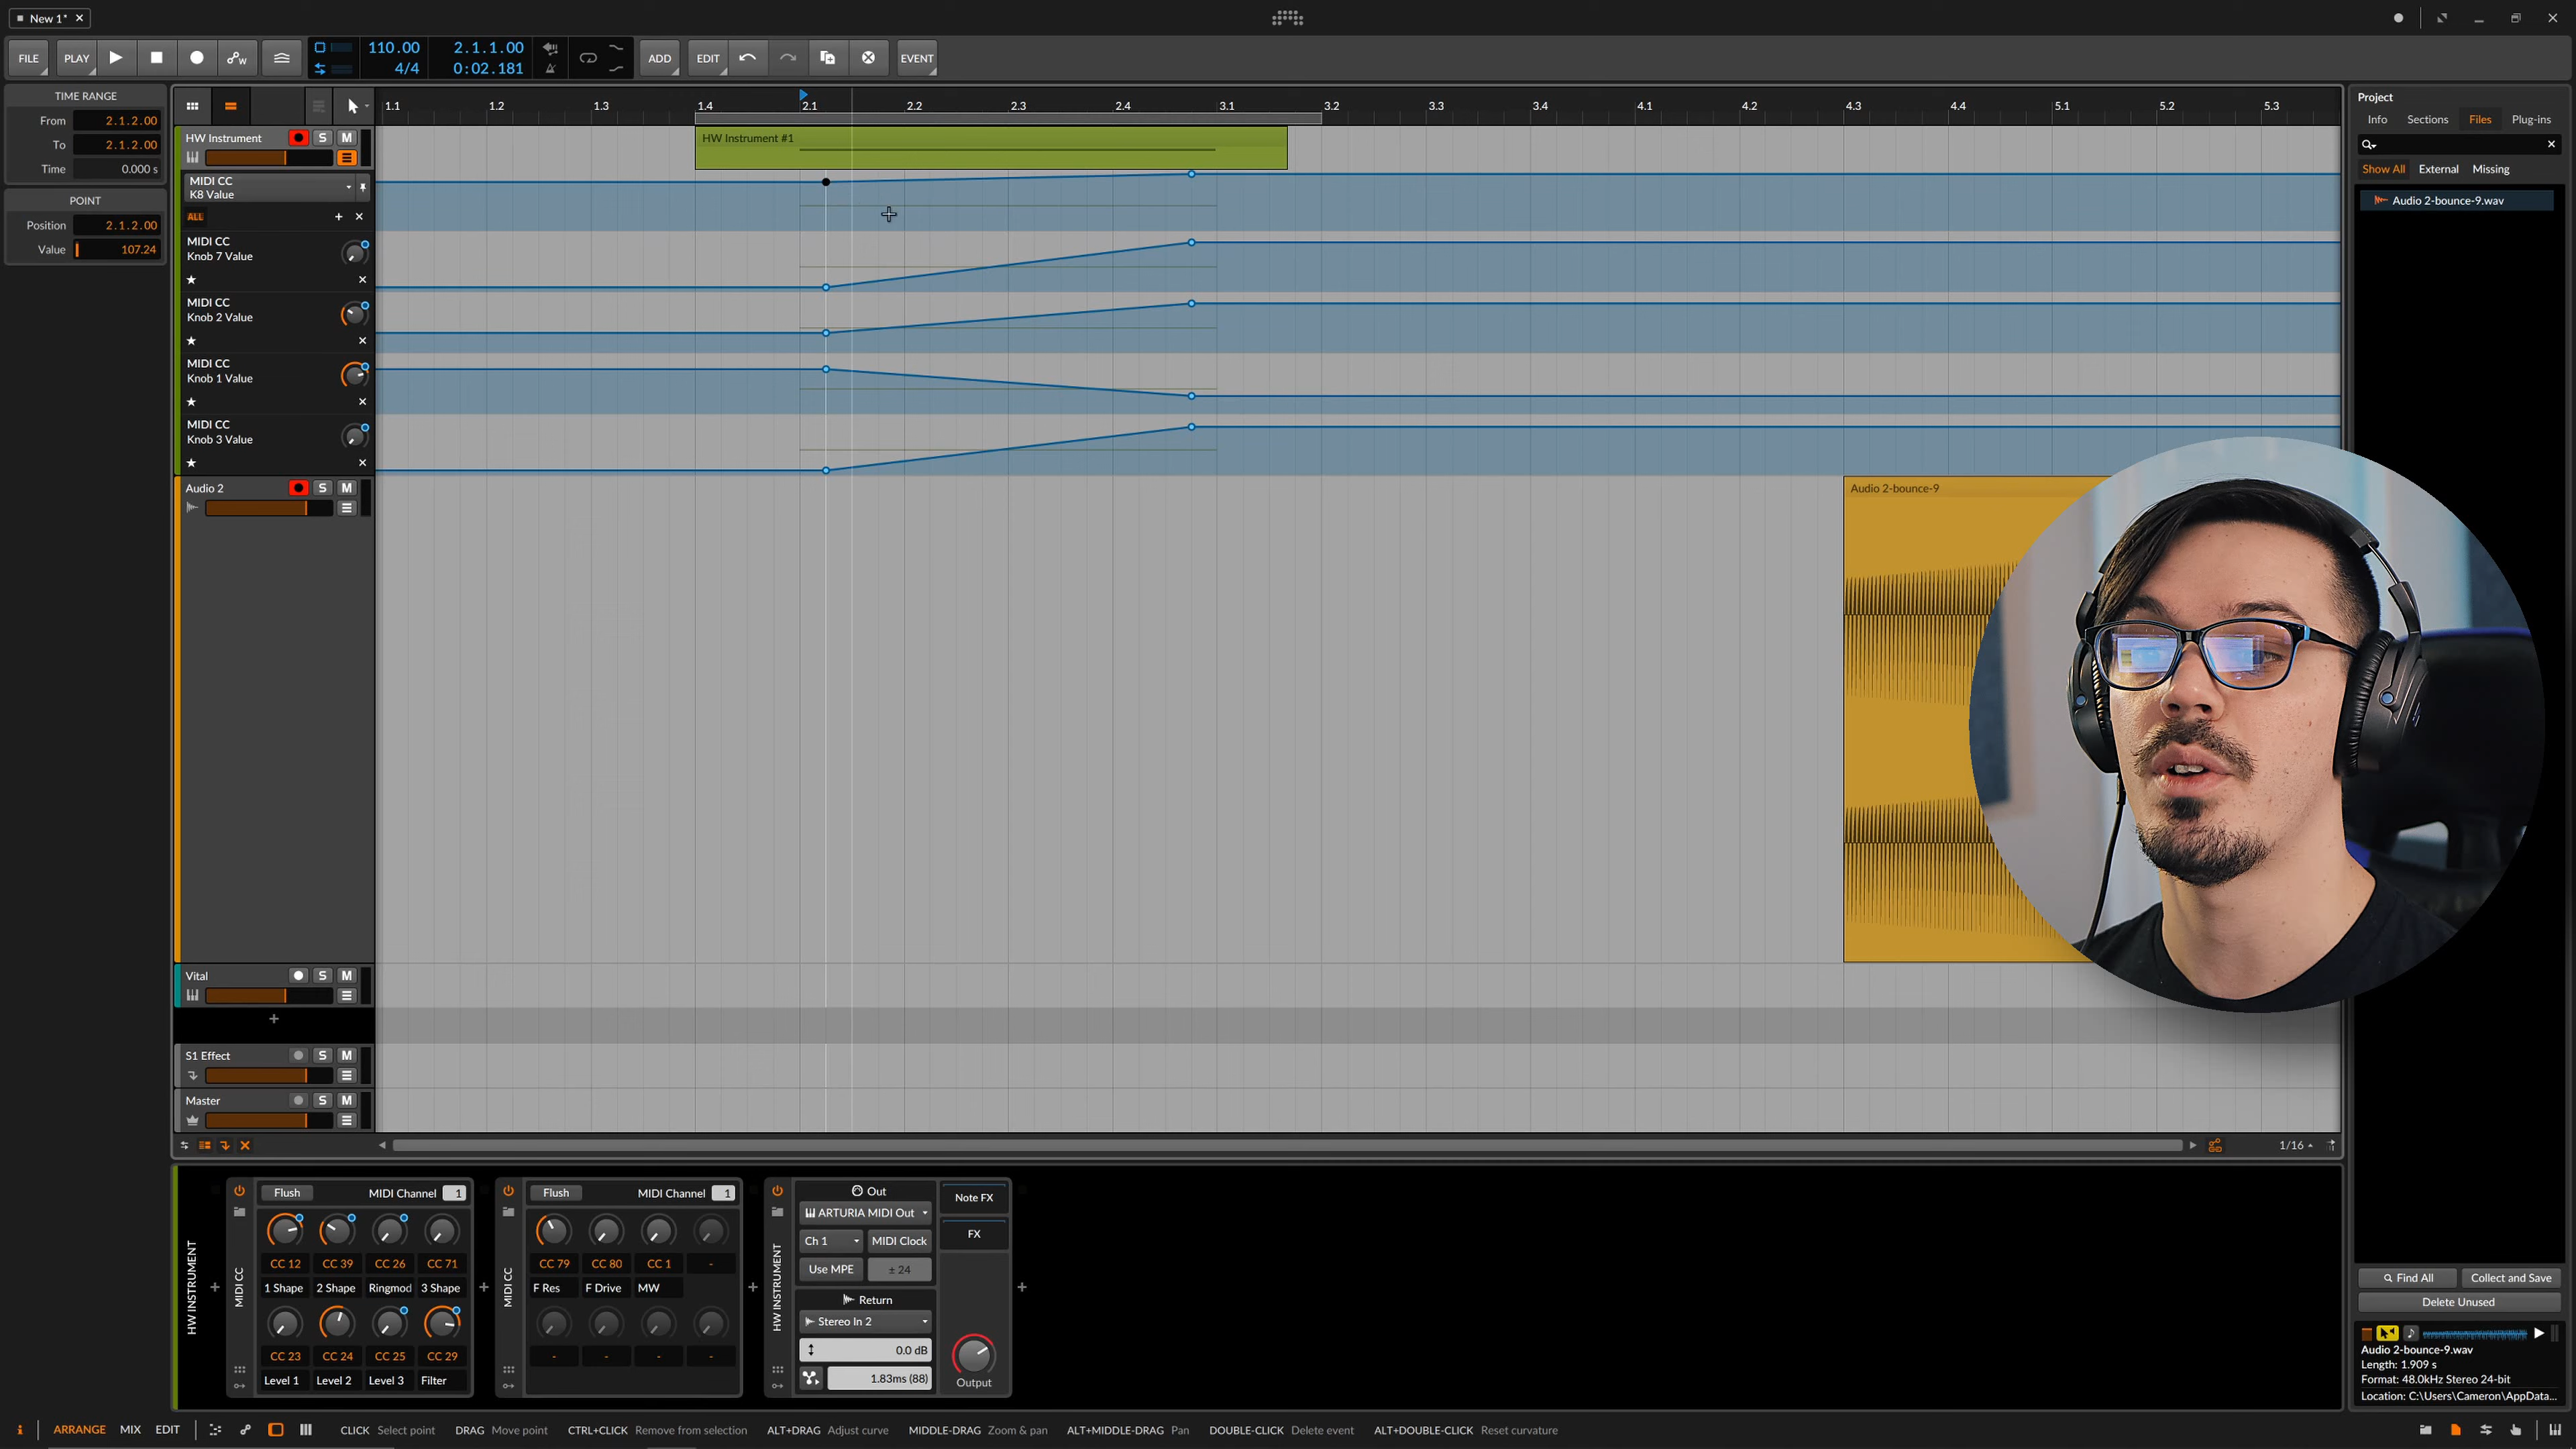 New 1*
FILE PLAY 110.00 4/4 2.1.1.00 0:02.181 ADD EDIT EVENT
TIME RANGE
From 2.1.2.00
To 2.1.2.00
Time 0.000 s
POINT
Position 2.1.2.00
Value 107.24
1.1 1.2 1.3 1.4 2.1 2.2 2.3 2.4 3.1 3.2 3.3 3.4 4.1 4.2 4.3 4.4 5.1 5.2 5.3
HW Instrument S M
HW Instrument #1
MIDI CC
K8 Value
ALL
MIDI CC
Knob 7 Value
MIDI CC
Knob 2 Value
MIDI CC
Knob 1 Value
MIDI CC
Knob 3 Value
Audio 2 S M
Audio 2-bounce-9
Vital S M
S1 Effect S M
Master S M
1/16
Project
Info Sections Files Plug-ins
Show All External Missing
Audio 2-bounce-9.wav
Find All Collect and Save
Delete Unused
Audio 2-bounce-9.wav
Length: 1.909 s
Format: 48.0kHz Stereo 24-bit
Location: C:\Users\Cameron\AppData...
HW INSTRUMENT
MIDI CC
Flush MIDI Channel 1
CC 12 CC 39 CC 26 CC 71
1 Shape 2 Shape Ringmod 3 Shape
CC 23 CC 24 CC 25 CC 29
Level 1 Level 2 Level 3 Filter
MIDI CC
Flush MIDI Channel 1
CC 79 CC 80 CC 1 -
F Res F Drive MW
- - - -
HW INSTRUMENT
Out
ARTURIA MIDI Out
Ch 1 MIDI Clock
Use MPE ± 24
Return
Stereo In 2
0.0 dB
1.83ms (88)
Note FX
FX
Output
ARRANGE MIX EDIT CLICK Select point DRAG Move point CTRL+CLICK Remove from selection ALT+DRAG Adjust curve MIDDLE-DRAG Zoom & pan ALT+MIDDLE-DRAG Pan DOUBLE-CLICK Delete event ALT+DOUBLE-CLICK Reset curvature